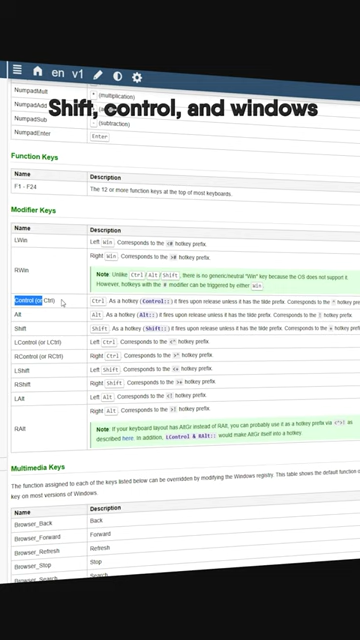 en v1
NumpadMult * (multiplication)
NumpadAdd
Shift, control, and windows
NumpadSub - (subtraction)
NumpadEnter Enter
Function Keys
Name Description
F1 - F24 The 12 or more function keys at the top of most keyboards.
Modifier Keys
Name Description
LWin Left Win. Corresponds to the <# hotkey prefix.
RWin Right Win. Corresponds to the ># hotkey prefix.
Note: Unlike Ctrl/Alt/Shift, there is no generic/neutral "Win" key because the OS does not support it.
However, hotkeys with the # modifier can be triggered by either Win.
Control (or Ctrl) Ctrl. As a hotkey (Control::) it fires upon release unless it has the tilde prefix. Corresponds to the ^ hotkey
Alt Alt. As a hotkey (Alt::) it fires upon release unless it has the tilde prefix. Corresponds to the ! hotkey prefix.
Shift Shift. As a hotkey (Shift::) it fires upon release unless it has the tilde prefix. Corresponds to the + hotkey
LControl (or LCtrl) Left Ctrl. Corresponds to the <^ hotkey prefix.
RControl (or RCtrl) Right Ctrl. Corresponds to the >^ hotkey prefix.
LShift Left Shift. Corresponds to the <+ hotkey prefix.
RShift Right Shift. Corresponds to the >+ hotkey prefix.
LAlt Left Alt. Corresponds to the <! hotkey prefix.
RAlt Right Alt. Corresponds to the >! hotkey prefix.
Note: If your keyboard layout has AltGr instead of RAlt, you can probably use it as a hotkey prefix via <^>! as
described here. In addition, LControl & RAlt:: would make AltGr itself into a hotkey.
Multimedia Keys
The function assigned to each of the keys listed below can be overridden by modifying the Windows registry. This table shows the default function o
key on most versions of Windows.
Name Description
Browser_Back Back
Browser_Forward Forward
Browser_Refresh Refresh
Browser_Stop Stop
Browser_Search Search